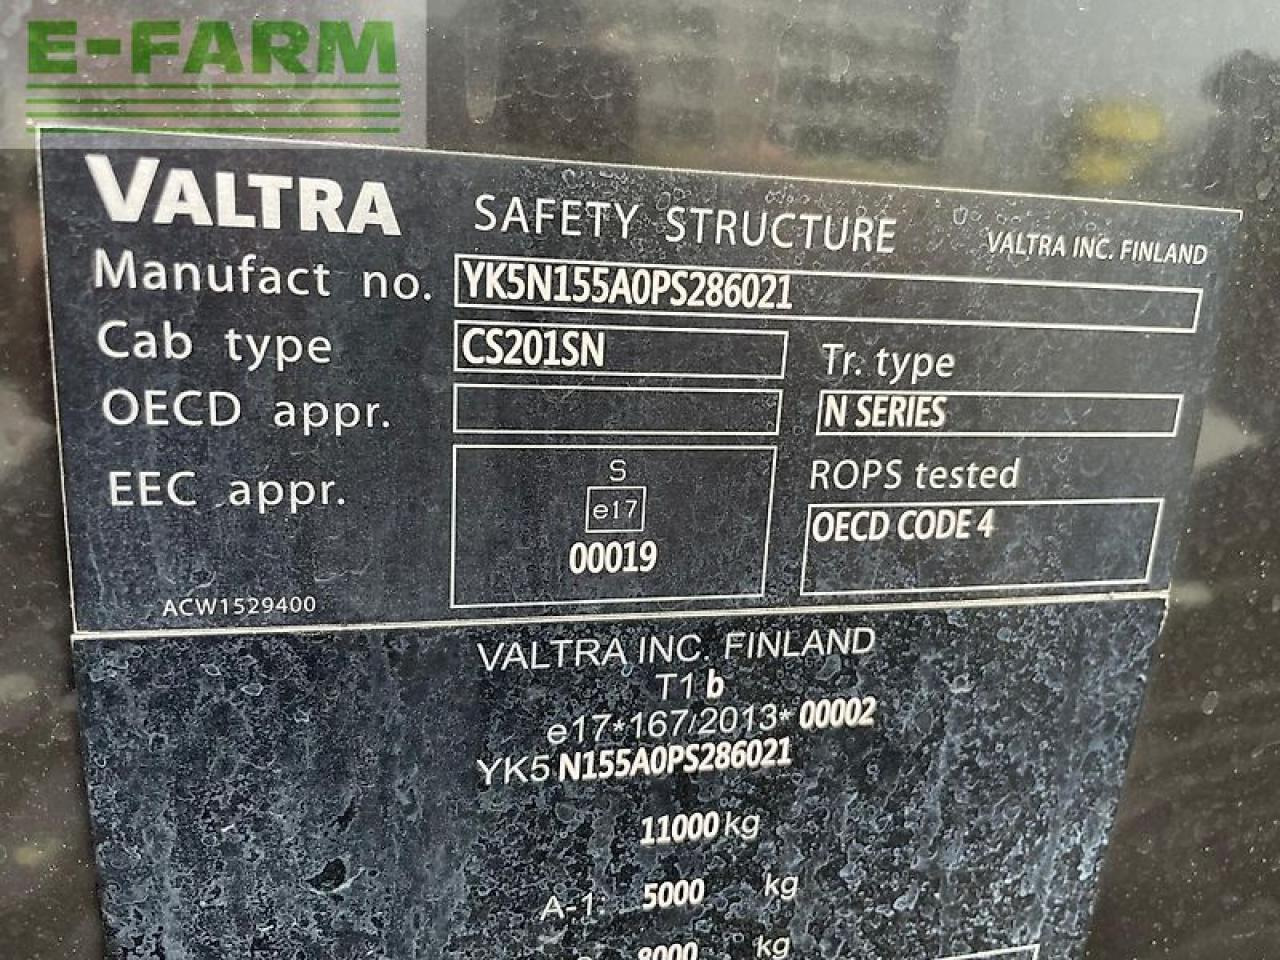 E-FARM
VALTRA SAFETY STRUCTURE VALTRA INC. FINLAND
Manufact no. YK5N155A0PS286021
Cab type CS201SN Tr. type
OECD appr. N SERIES
EEC appr. S ROPS tested
e17 OECD CODE 4
00019
ACW1529400
VALTRA INC. FINLAND
T1 b
e17*167/2013*00002
YK5 N155A0PS286021
11000 kg
A-1: 5000 kg
8000 kg